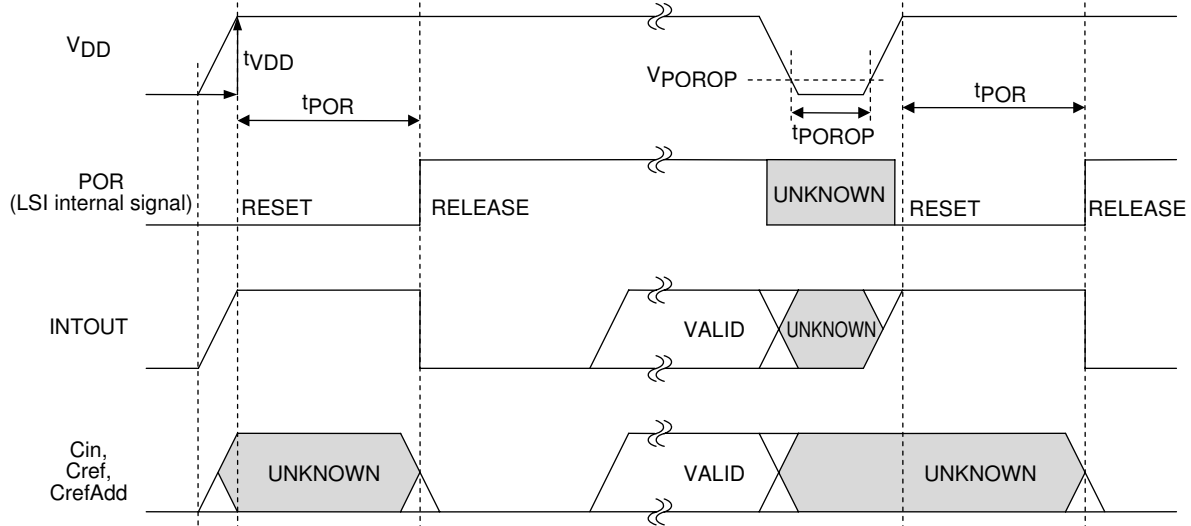 VDD
tVDD
tPOR
VPOROP
tPOROP
tPOR
POR
(LSI internal signal)
RESET
RELEASE
UNKNOWN
RESET
RELEASE
INTOUT
VALID
UNKNOWN
Cin,
Cref,
CrefAdd
UNKNOWN
VALID
UNKNOWN